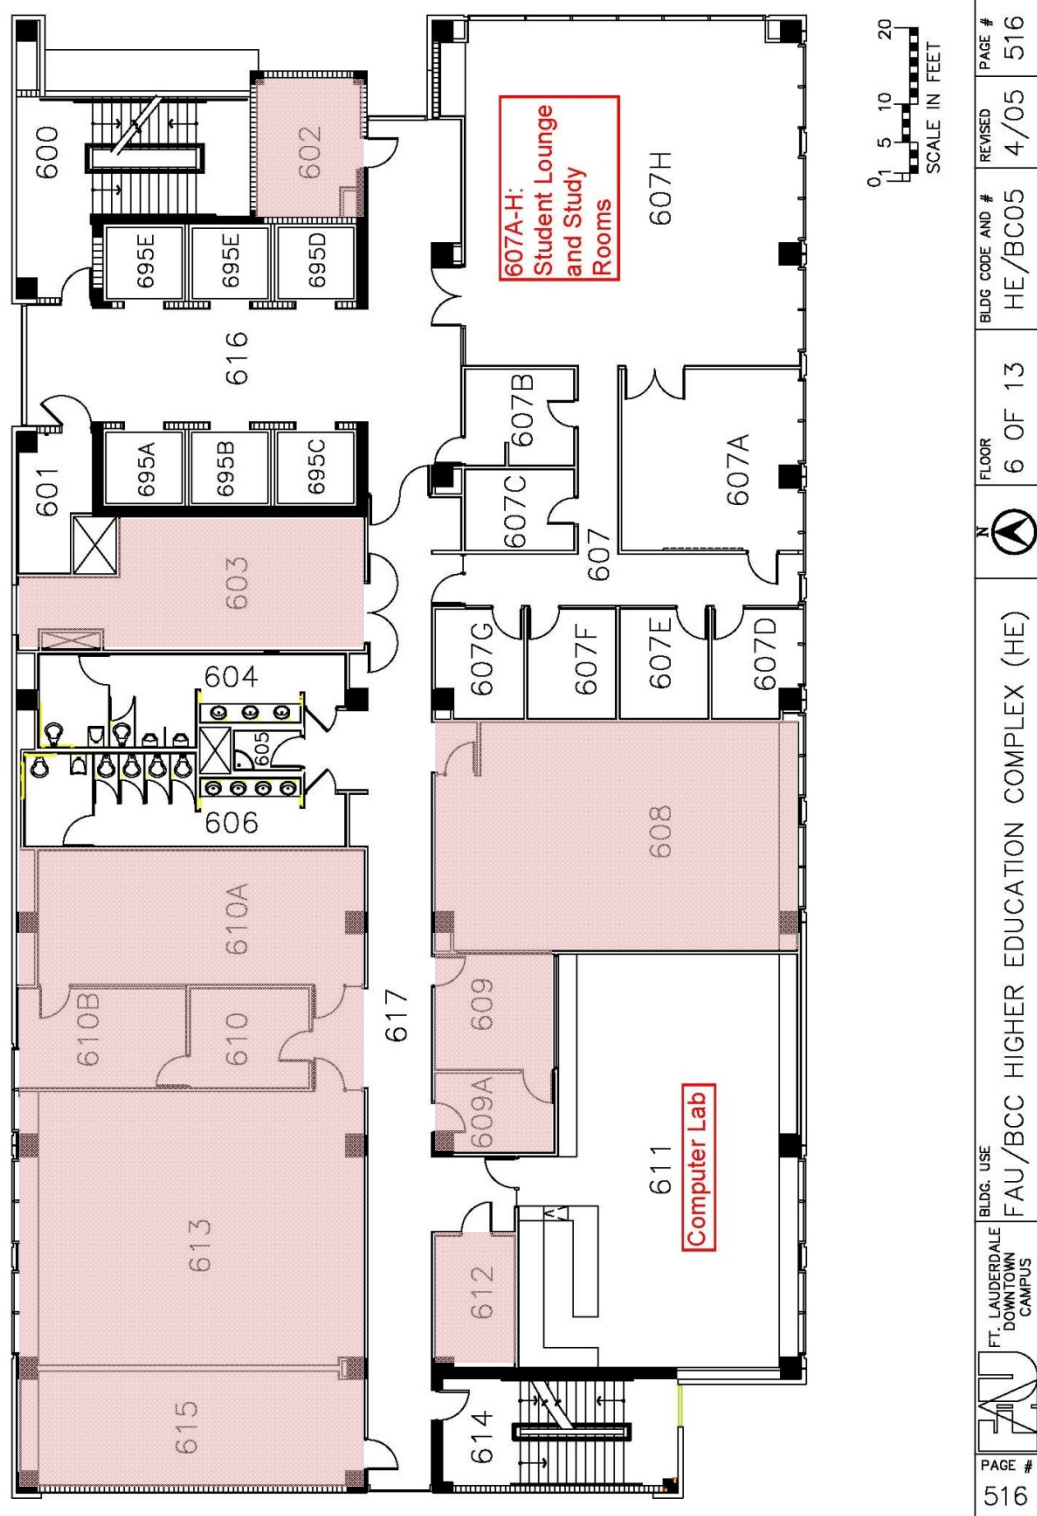 600
602
695E
695E
695D
616
601
695A
695B
695C
603
604
605
606
610A
610B
610
617
613
615
607A-H:
Student Lounge
and Study
Rooms
607H
607B
607C
607A
607
607G
607F
607E
607D
608
609
609A
611
Computer Lab
612
614
0 1 5 10 20
SCALE IN FEET
PAGE #
516
FAU
FT. LAUDERDALE
DOWNTOWN
CAMPUS
BLDG. USE
FAU/BCC HIGHER EDUCATION COMPLEX (HE)
N
FLOOR
6 OF 13
BLDG CODE AND #
HE/BC05
REVISED
4/05
PAGE #
516